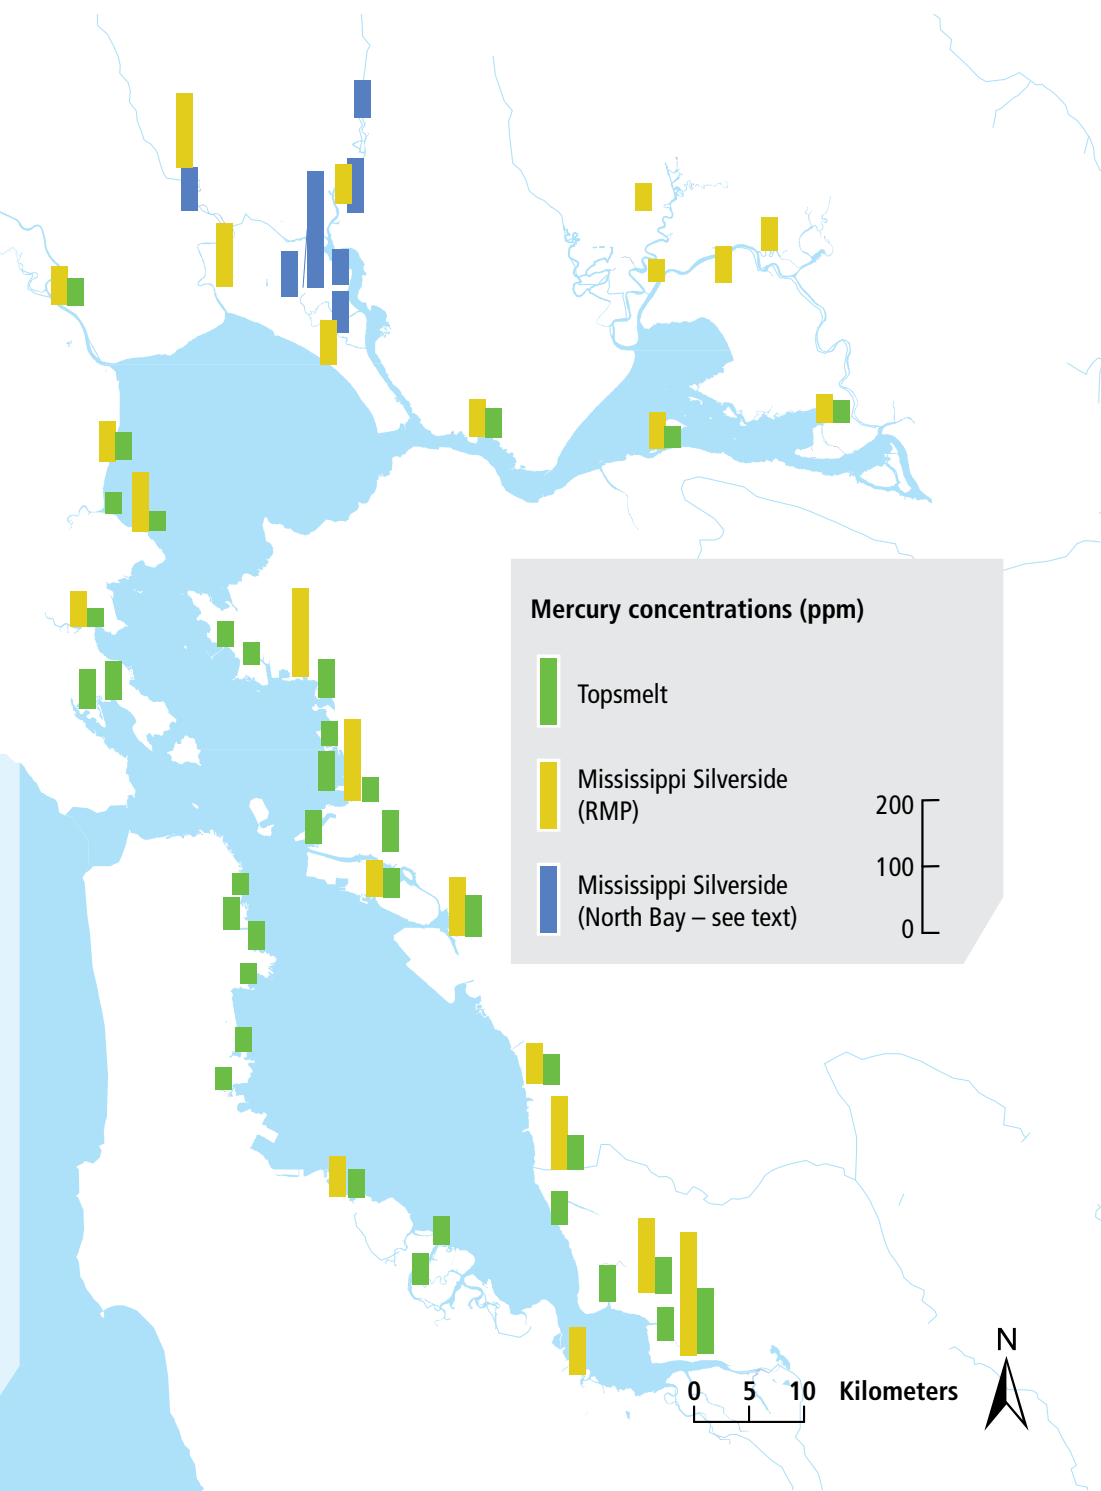 Mercury concentrations (ppm)
Topsmelt
Mississippi Silverside
(RMP)
Mississippi Silverside
(North Bay – see text)
200
100
0
N
0 5 10 Kilometers